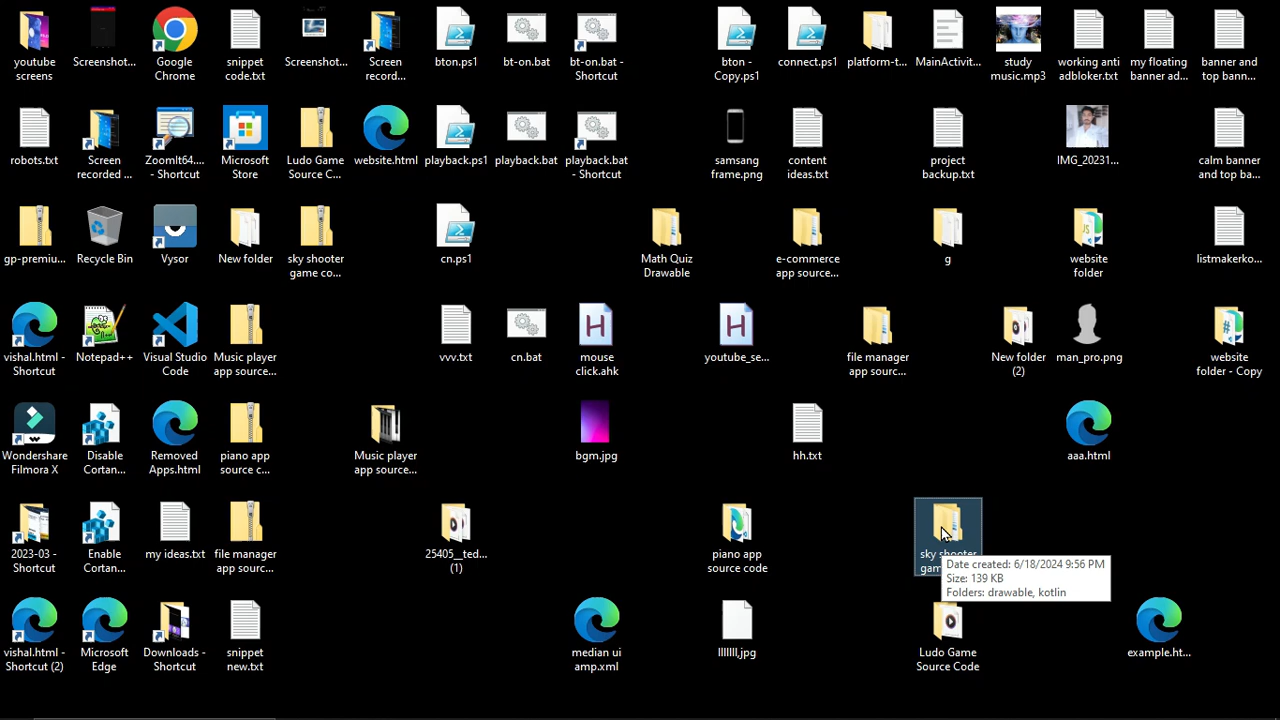 youtube
screens
Screenshot...
Google
Chrome
snippet
code.txt
Screenshot...
Screen
record...
bton.ps1
bt-on.bat
bt-on.bat -
Shortcut
bton -
Copy.ps1
connect.ps1
platform-t...
MainActivit...
study
music.mp3
working anti
adbloker.txt
my floating
banner ad...
banner and
top bann...
robots.txt
Screen
recorded ...
ZoomIt64....
- Shortcut
Microsoft
Store
Ludo Game
Source C...
website.html
playback.ps1
playback.bat
playback.bat
- Shortcut
samsang
frame.png
content
ideas.txt
project
backup.txt
IMG_20231...
calm banner
and top ba...
gp-premiu...
Recycle Bin
Vysor
New folder
sky shooter
game co...
cn.ps1
Math Quiz
Drawable
e-commerce
app source...
g
website
folder
listmakerko...
vishal.html -
Shortcut
Notepad++
Visual Studio
Code
Music player
app source...
vvv.txt
cn.bat
mouse
click.ahk
youtube_se...
file manager
app sourc...
New folder
(2)
man_pro.png
website
folder - Copy
Wondershare
Filmora X
Disable
Cortan...
Removed
Apps.html
piano app
source c...
Music player
app source...
bgm.jpg
hh.txt
aaa.html
2023-03 -
Shortcut
Enable
Cortan...
my ideas.txt
file manager
app sourc...
25405__ted...
(1)
piano app
source code
sky shooter
gam
Date created: 6/18/2024 9:56 PM
Size: 139 KB
Folders: drawable, kotlin
vishal.html -
Shortcut (2)
Microsoft
Edge
Downloads -
Shortcut
snippet
new.txt
median ui
amp.xml
lllllll.jpg
Ludo Game
Source Code
example.ht...